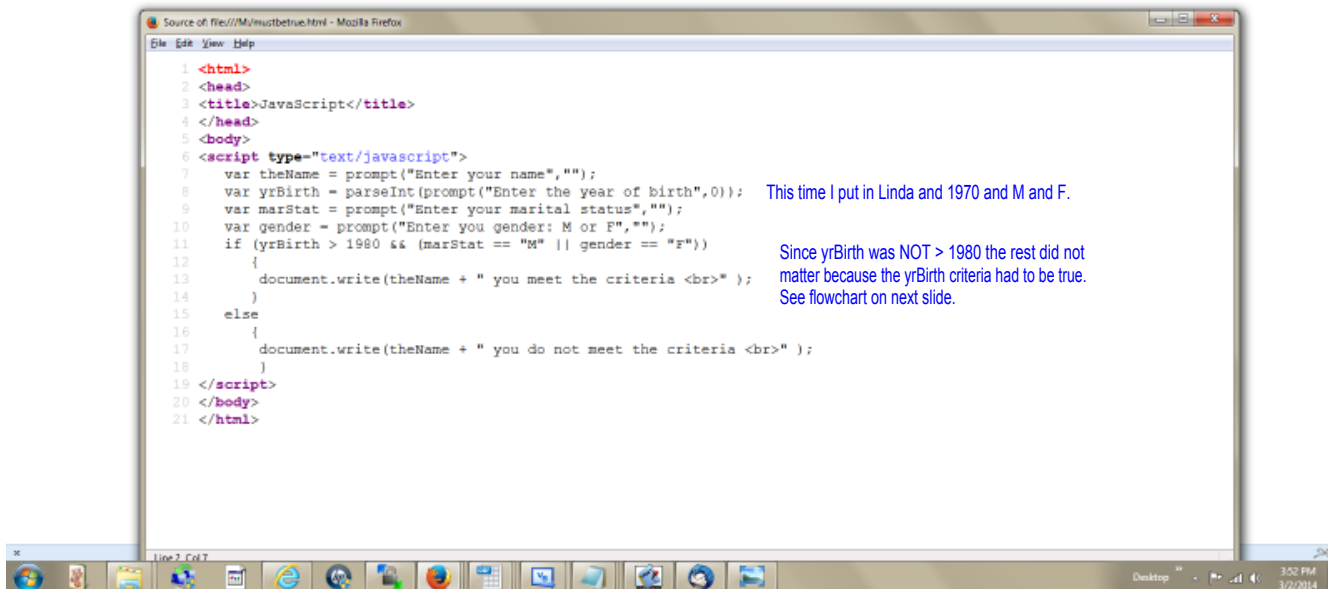 Source of: file:///M:/mustbetrue.html - Mozilla Firefox
File Edit View Help
1 <html>
2 <head>
3 <title>JavaScript</title>
4 </head>
5 <body>
6 <script type="text/javascript">
7 var theName = prompt("Enter your name","");
8 var yrBirth = parseInt(prompt("Enter the year of birth",0));
This time I put in Linda and 1970 and M and F.
9 var marStat = prompt("Enter your marital status","");
10 var gender = prompt("Enter you gender: M or F","");
11 if (yrBirth > 1980 && (marStat == "M" || gender == "F"))
12 {
13 document.write(theName + " you meet the criteria <br>" );
14 }
15 else
16 {
17 document.write(theName + " you do not meet the criteria <br>" );
18 }
19 </script>
20 </body>
21 </html>
Since yrBirth was NOT > 1980 the rest did not
matter because the yrBirth criteria had to be true.
See flowchart on next slide.
Line 2, Col 7
Desktop
3:52 PM
3/2/2014